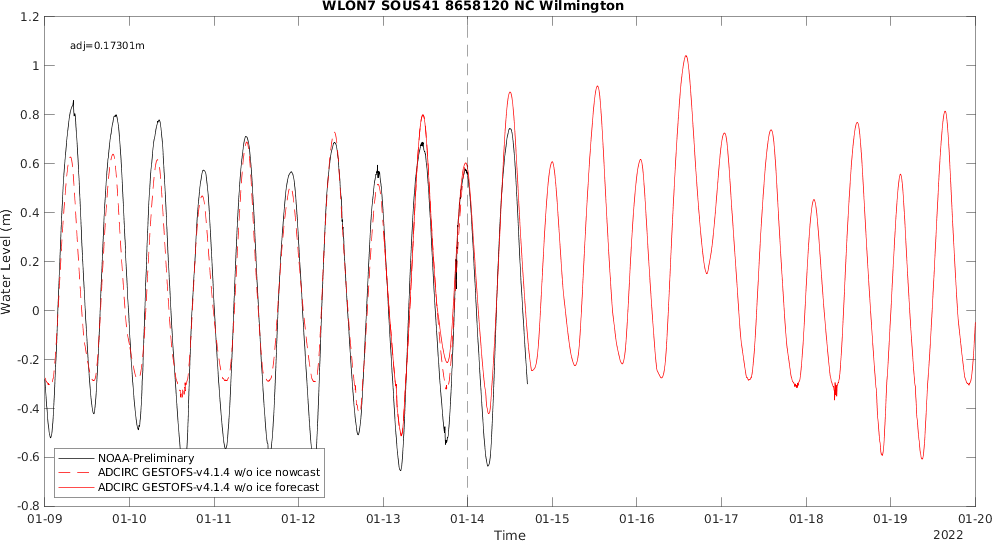 WLON7 SOUS41 8658120 NC Wilmington
adj=0.17301m
1.2
1
0.8
0.6
0.4
0.2
0
-0.2
-0.4
-0.6
-0.8
Water Level (m)
NOAA-Preliminary
ADCIRC GESTOFS-v4.1.4 w/o ice nowcast
ADCIRC GESTOFS-v4.1.4 w/o ice forecast
01-09 01-10 01-11 01-12 01-13 01-14 01-15 01-16 01-17 01-18 01-19 01-20
Time
2022